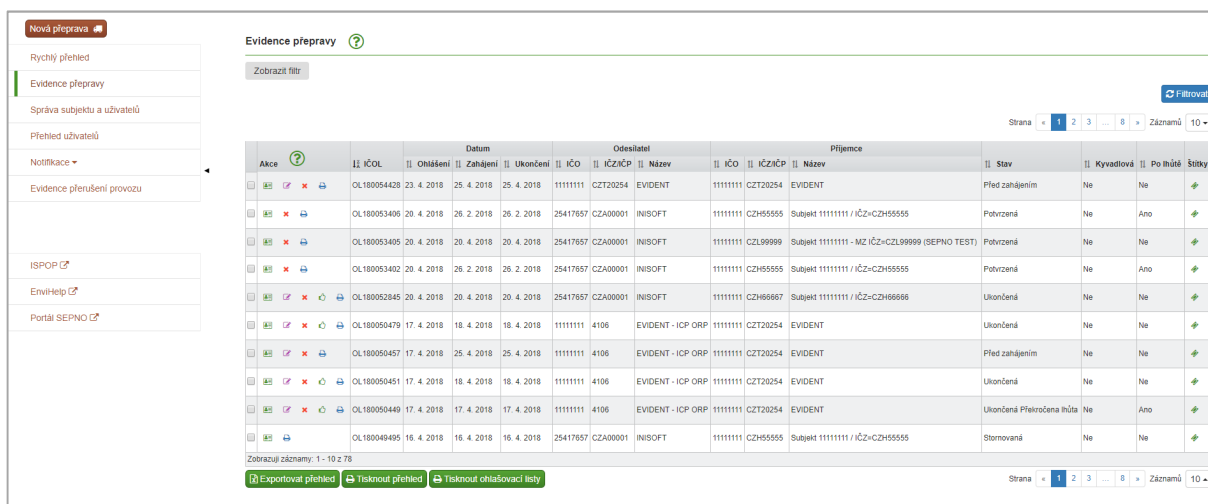 Nová přeprava
Rychlý přehled
Evidence přepravy
Správa subjektu a uživatelů
Přehled uživatelů
Notifikace
Evidence přerušení provozu
ISPOP
EnviHelp
Portál SEPNO
Evidence přepravy
Zobrazit filtr
Filtrovat
Strana « 1 2 3 ... 8 » Záznamů 10
Datum Odesílatel Příjemce
Akce IČOL Ohlášení Zahájení Ukončení IČO IČZ/IČP Název IČO IČZ/IČP Název Stav Kyvadlová Po lhůtě Štítky
OL180054428 23. 4. 2018 25. 4. 2018 25. 4. 2018 11111111 CZT20254 EVIDENT 11111111 CZT20254 EVIDENT Před zahájením Ne Ne
OL180053406 20. 4. 2018 26. 2. 2018 26. 2. 2018 25417657 CZA00001 INISOFT 11111111 CZH55555 Subjekt 11111111 / IČZ=CZH55555 Potvrzená Ne Ano
OL180053405 20. 4. 2018 20. 4. 2018 20. 4. 2018 25417657 CZA00001 INISOFT 11111111 CZL99999 Subjekt 11111111 - MZ IČZ=CZL99999 (SEPNO TEST) Potvrzená Ne Ne
OL180053402 20. 4. 2018 26. 2. 2018 26. 2. 2018 25417657 CZA00001 INISOFT 11111111 CZH55555 Subjekt 11111111 / IČZ=CZH55555 Potvrzená Ne Ano
OL180052845 20. 4. 2018 20. 4. 2018 20. 4. 2018 25417657 CZA00001 INISOFT 11111111 CZH66667 Subjekt 11111111 / IČZ=CZH66666 Ukončená Ne Ne
OL180050479 17. 4. 2018 18. 4. 2018 18. 4. 2018 11111111 4106 EVIDENT - ICP ORP 11111111 CZT20254 EVIDENT Ukončená Ne Ne
OL180050457 17. 4. 2018 25. 4. 2018 25. 4. 2018 11111111 4106 EVIDENT - ICP ORP 11111111 CZT20254 EVIDENT Před zahájením Ne Ne
OL180050451 17. 4. 2018 18. 4. 2018 18. 4. 2018 11111111 4106 EVIDENT - ICP ORP 11111111 CZT20254 EVIDENT Ukončená Ne Ne
OL180050449 17. 4. 2018 17. 4. 2018 17. 4. 2018 11111111 4106 EVIDENT - ICP ORP 11111111 CZT20254 EVIDENT Ukončená Překročena lhůta Ne Ano
OL180049495 16. 4. 2018 16. 4. 2018 16. 4. 2018 25417657 CZA00001 INISOFT 11111111 CZH55555 Subjekt 11111111 / IČZ=CZH55555 Stornovaná Ne Ne
Zobrazuji záznamy: 1 - 10 z 78
Exportovat přehled Tisknout přehled Tisknout ohlašovací listy
Strana « 1 2 3 ... 8 » Záznamů 10